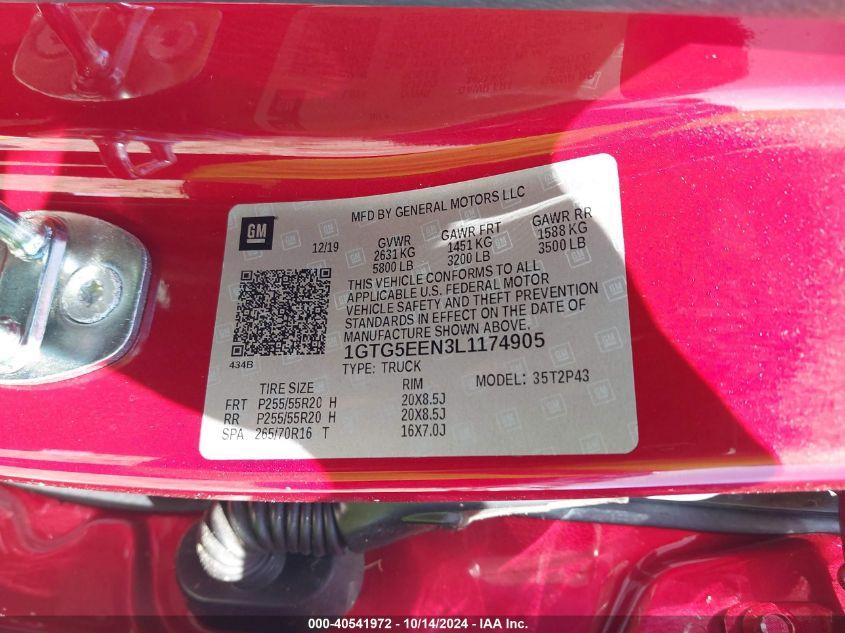 GM
MFD BY GENERAL MOTORS LLC
12/19 GVWR GAWR FRT GAWR RR
2631 KG 1451 KG 1588 KG
5800 LB 3200 LB 3500 LB
THIS VEHICLE CONFORMS TO ALL
APPLICABLE U.S. FEDERAL MOTOR
VEHICLE SAFETY AND THEFT PREVENTION
STANDARDS IN EFFECT ON THE DATE OF
MANUFACTURE SHOWN ABOVE.
434B
1GTG5EEN3L1174905
TYPE: TRUCK MODEL: 35T2P43
TIRE SIZE RIM
FRT P255/55R20 H 20X8.5J
RR P255/55R20 H 20X8.5J
SPA 265/70R16 T 16X7.0J
000-40541972 - 10/14/2024 - IAA Inc.